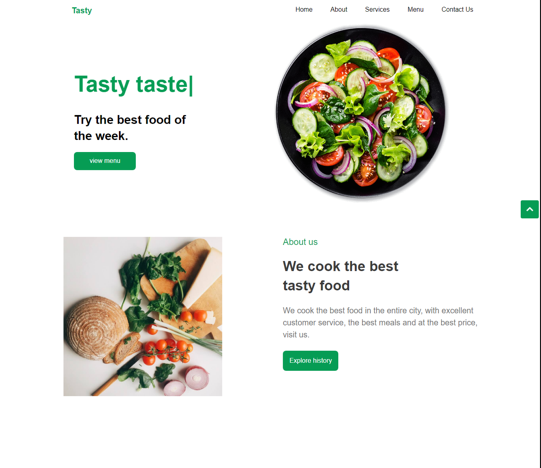 Tasty
Home About Services Menu Contact Us
Tasty taste|
Try the best food of
the week.
view menu
About us
We cook the best
tasty food
We cook the best food in the entire city, with excellent
customer service, the best meals and at the best price,
visit us.
Explore history